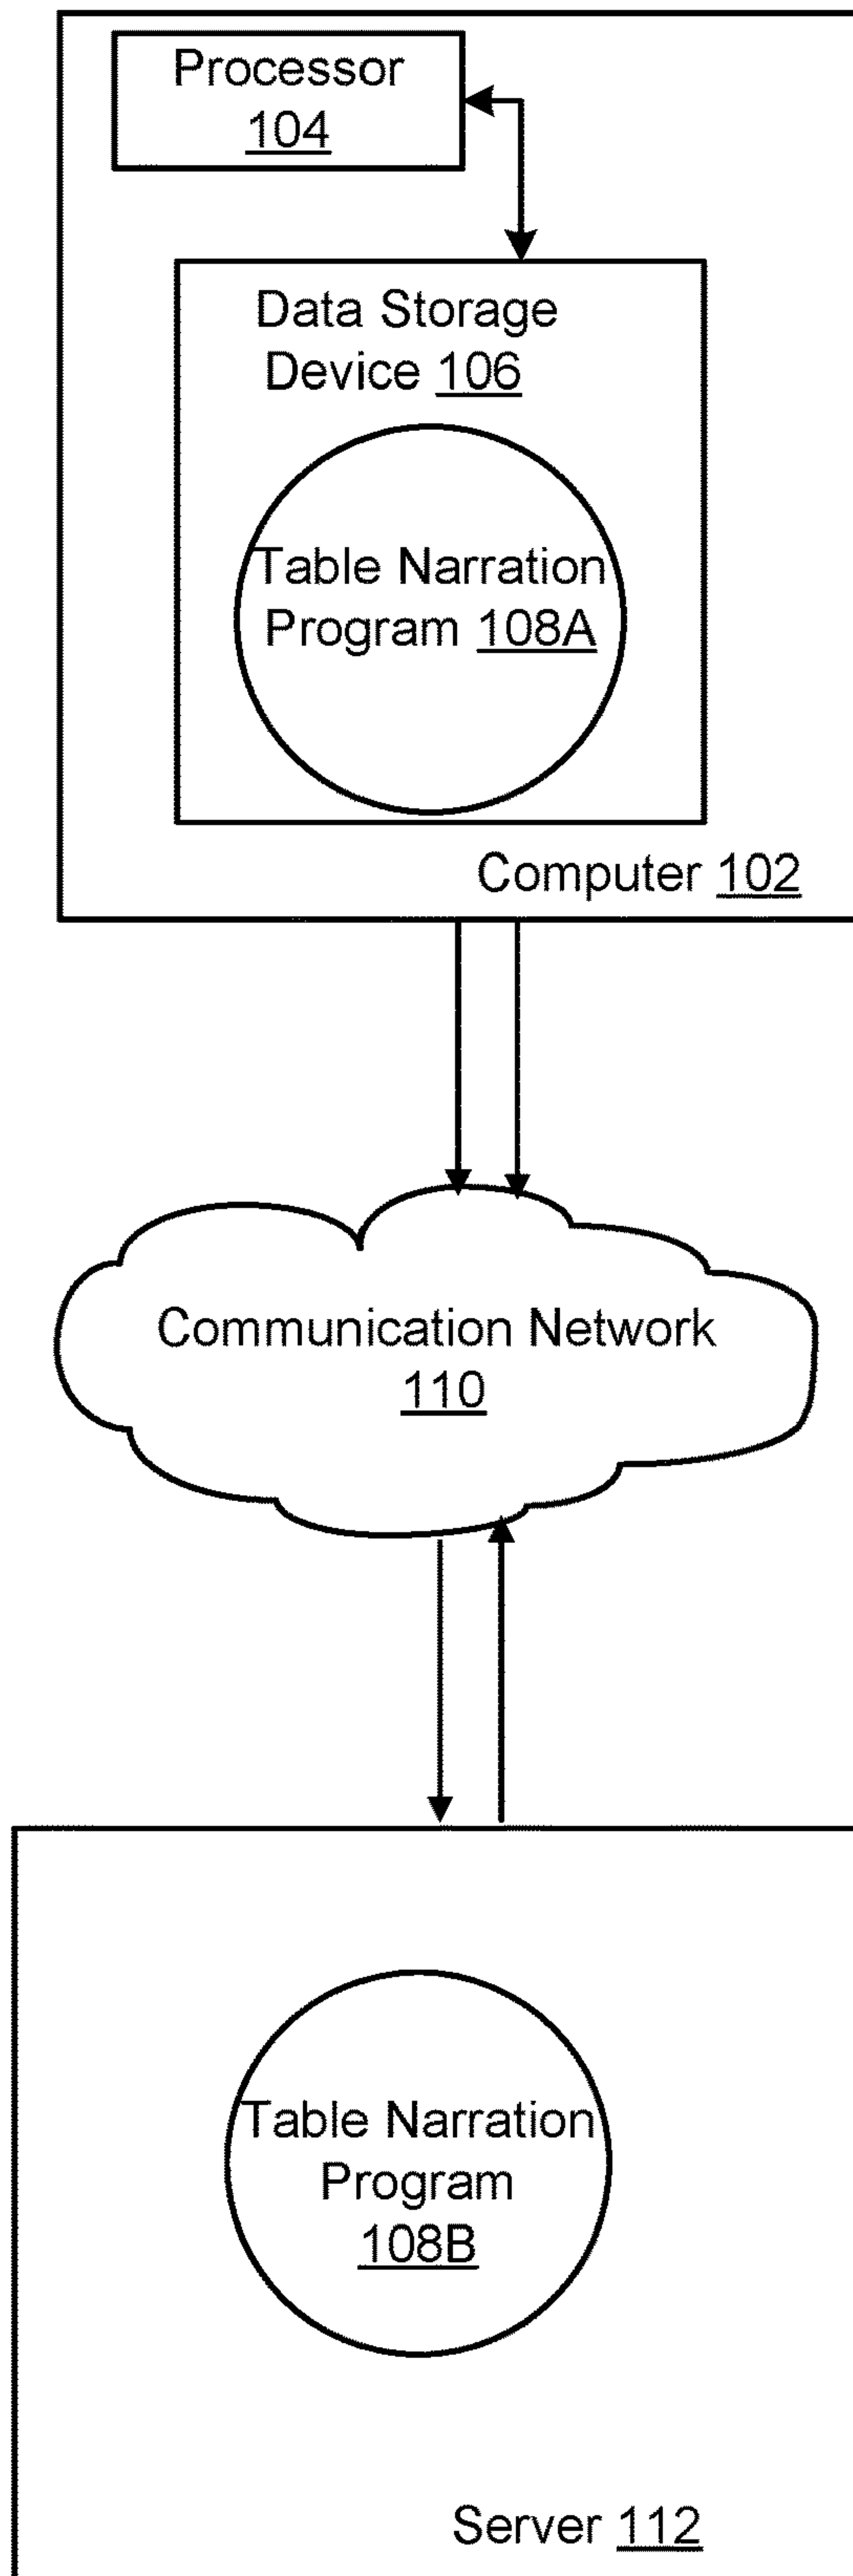 Processor
104
Data Storage
Device 106
Table Narration
Program 108A
Computer 102
Communication Network
110
Table Narration
Program
108B
Server 112